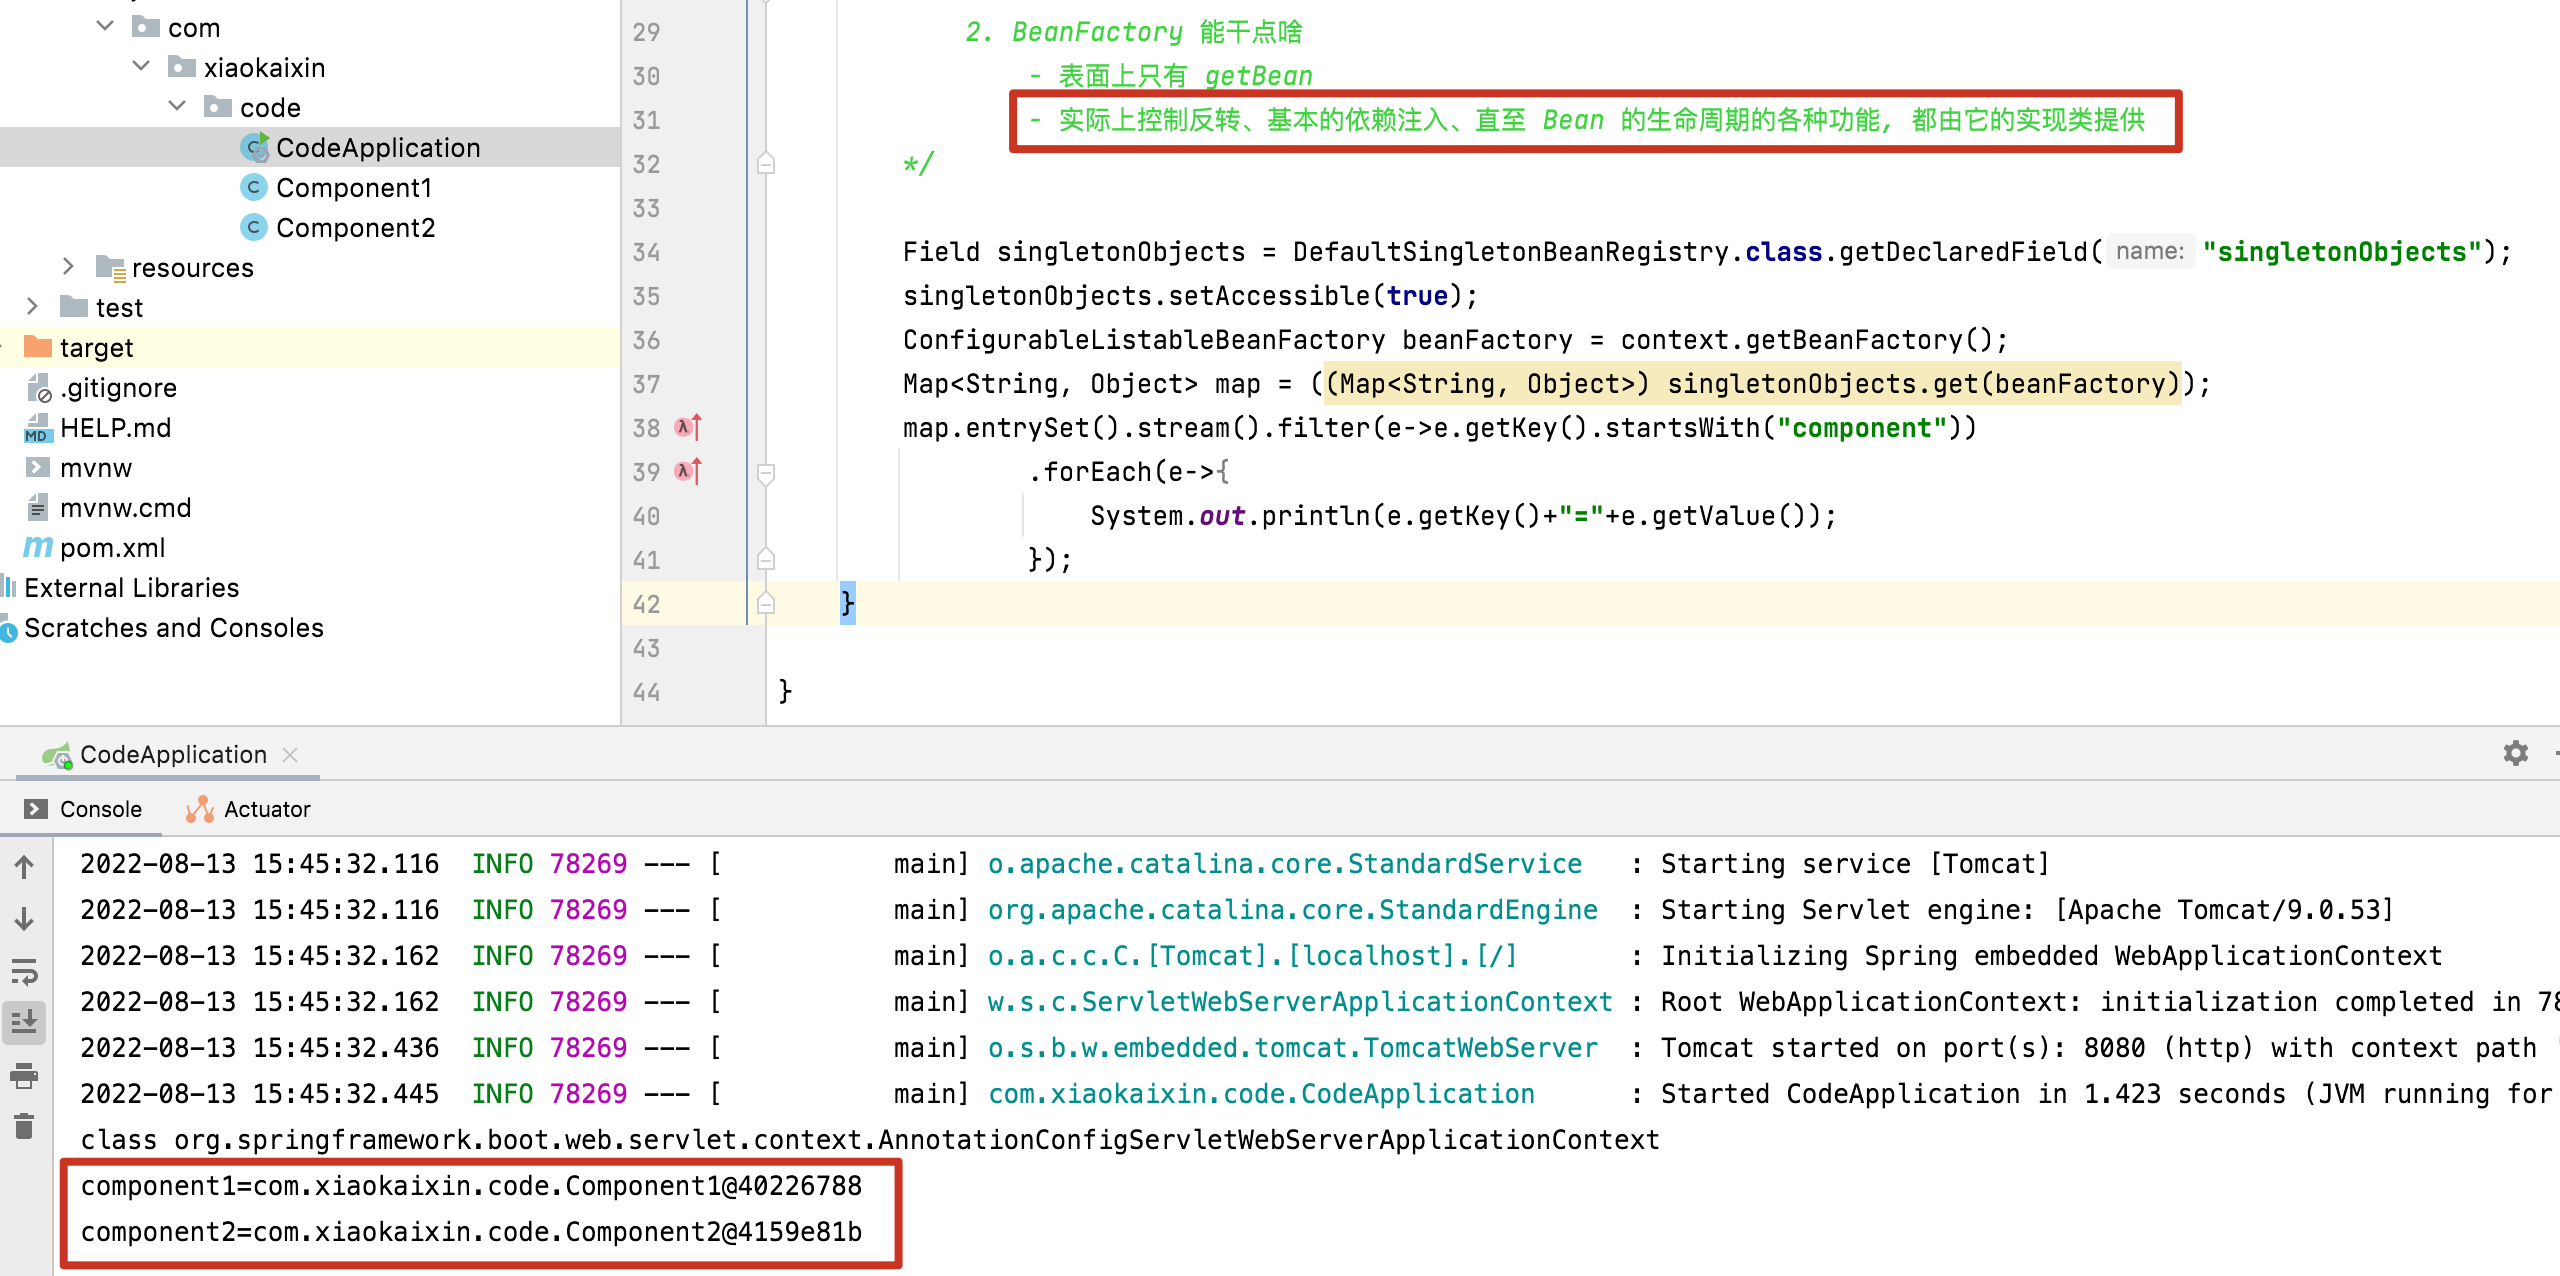 com
xiaokaixin
code
CodeApplication
Component1
Component2
resources
test
target
.gitignore
MD HELP.md
mvnw
mvnw.cmd
m pom.xml
External Libraries
Scratches and Consoles
29 2. BeanFactory 能干点啥
30 - 表面上只有 getBean
31 - 实际上控制反转、基本的依赖注入、直至 Bean 的生命周期的各种功能, 都由它的实现类提供
32 */
33
34 Field singletonObjects = DefaultSingletonBeanRegistry.class.getDeclaredField( name: "singletonObjects");
35 singletonObjects.setAccessible(true);
36 ConfigurableListableBeanFactory beanFactory = context.getBeanFactory();
37 Map<String, Object> map = ((Map<String, Object>) singletonObjects.get(beanFactory));
38 map.entrySet().stream().filter(e->e.getKey().startsWith("component"))
39 .forEach(e->{
40 System.out.println(e.getKey()+"="+e.getValue());
41 });
42 }
43
44 }
CodeApplication
Console Actuator
2022-08-13 15:45:32.116 INFO 78269 --- [ main] o.apache.catalina.core.StandardService : Starting service [Tomcat]
2022-08-13 15:45:32.116 INFO 78269 --- [ main] org.apache.catalina.core.StandardEngine : Starting Servlet engine: [Apache Tomcat/9.0.53]
2022-08-13 15:45:32.162 INFO 78269 --- [ main] o.a.c.c.C.[Tomcat].[localhost].[/] : Initializing Spring embedded WebApplicationContext
2022-08-13 15:45:32.162 INFO 78269 --- [ main] w.s.c.ServletWebServerApplicationContext : Root WebApplicationContext: initialization completed in
2022-08-13 15:45:32.436 INFO 78269 --- [ main] o.s.b.w.embedded.tomcat.TomcatWebServer : Tomcat started on port(s): 8080 (http) with context path
2022-08-13 15:45:32.445 INFO 78269 --- [ main] com.xiaokaixin.code.CodeApplication : Started CodeApplication in 1.423 seconds (JVM running for
class org.springframework.boot.web.servlet.context.AnnotationConfigServletWebServerApplicationContext
component1=com.xiaokaixin.code.Component1@40226788
component2=com.xiaokaixin.code.Component2@4159e81b